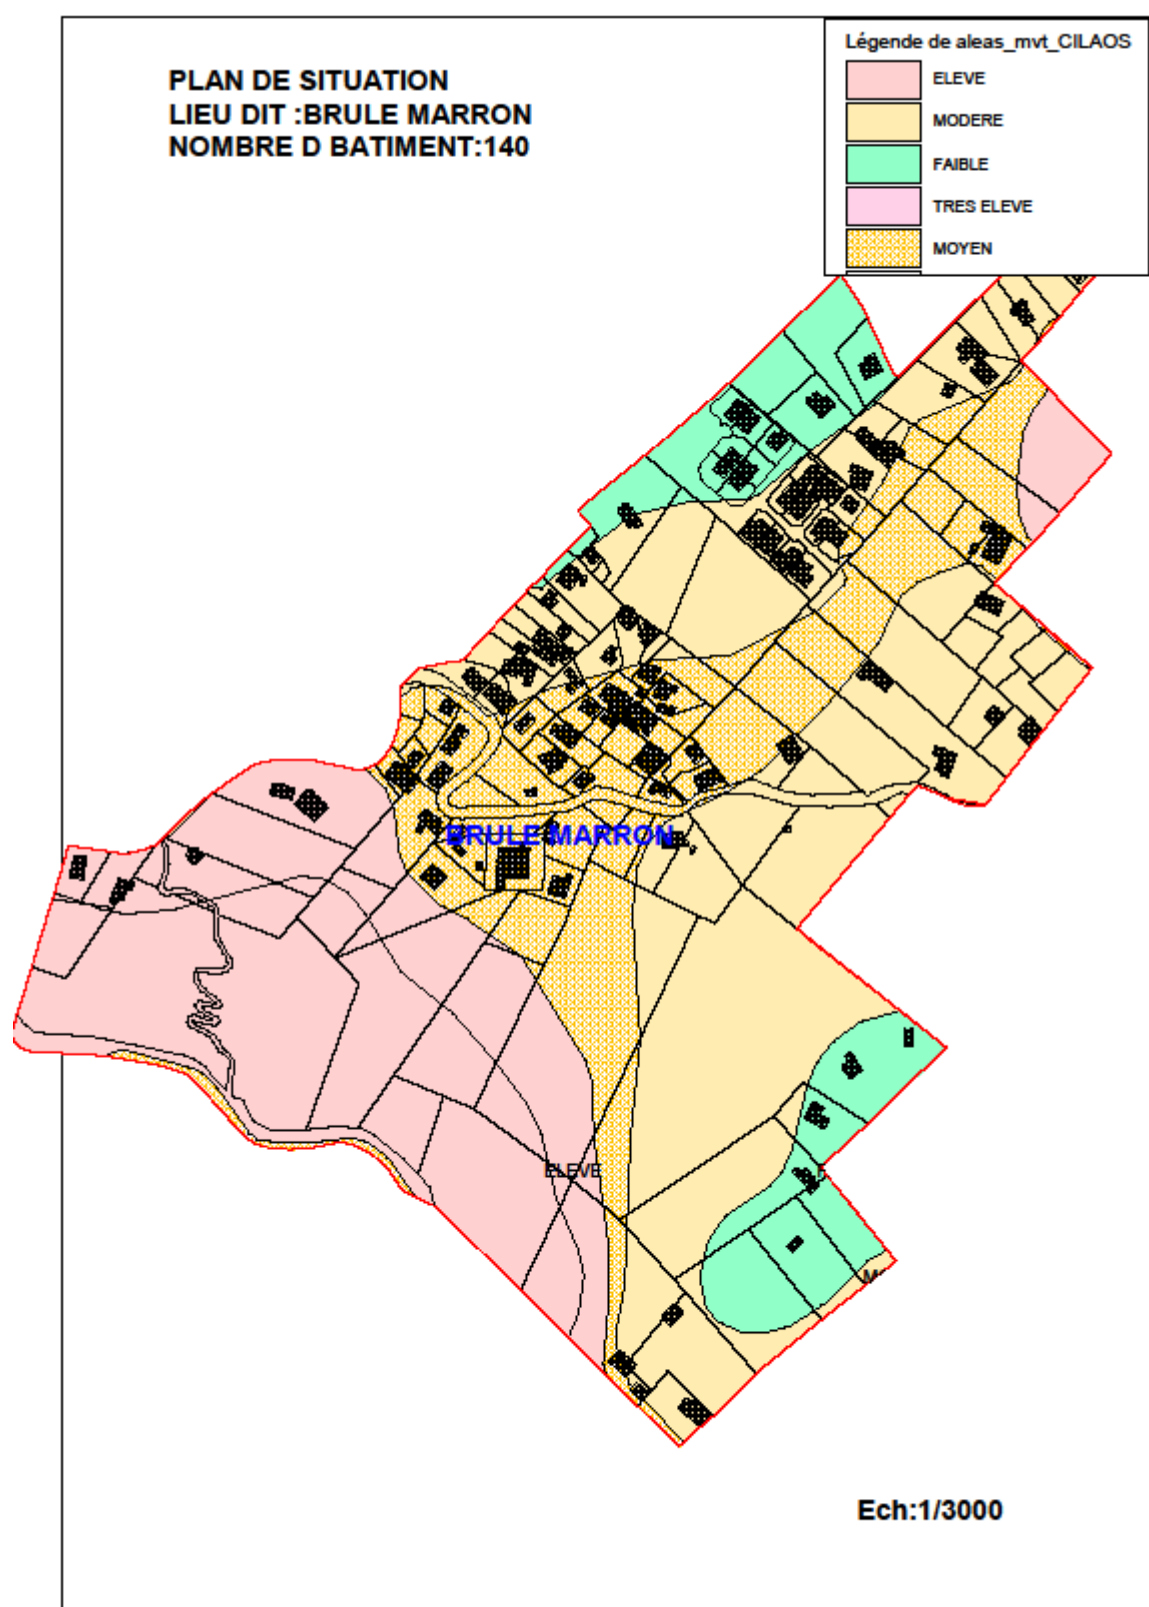 PLAN DE SITUATION
LIEU DIT :BRULE MARRON
NOMBRE D BATIMENT:140
Légende de aleas_mvt_CILAOS
ELEVE
MODERE
FAIBLE
TRES ELEVE
MOYEN
BRULE MARRON
ELEVE
Ech:1/3000